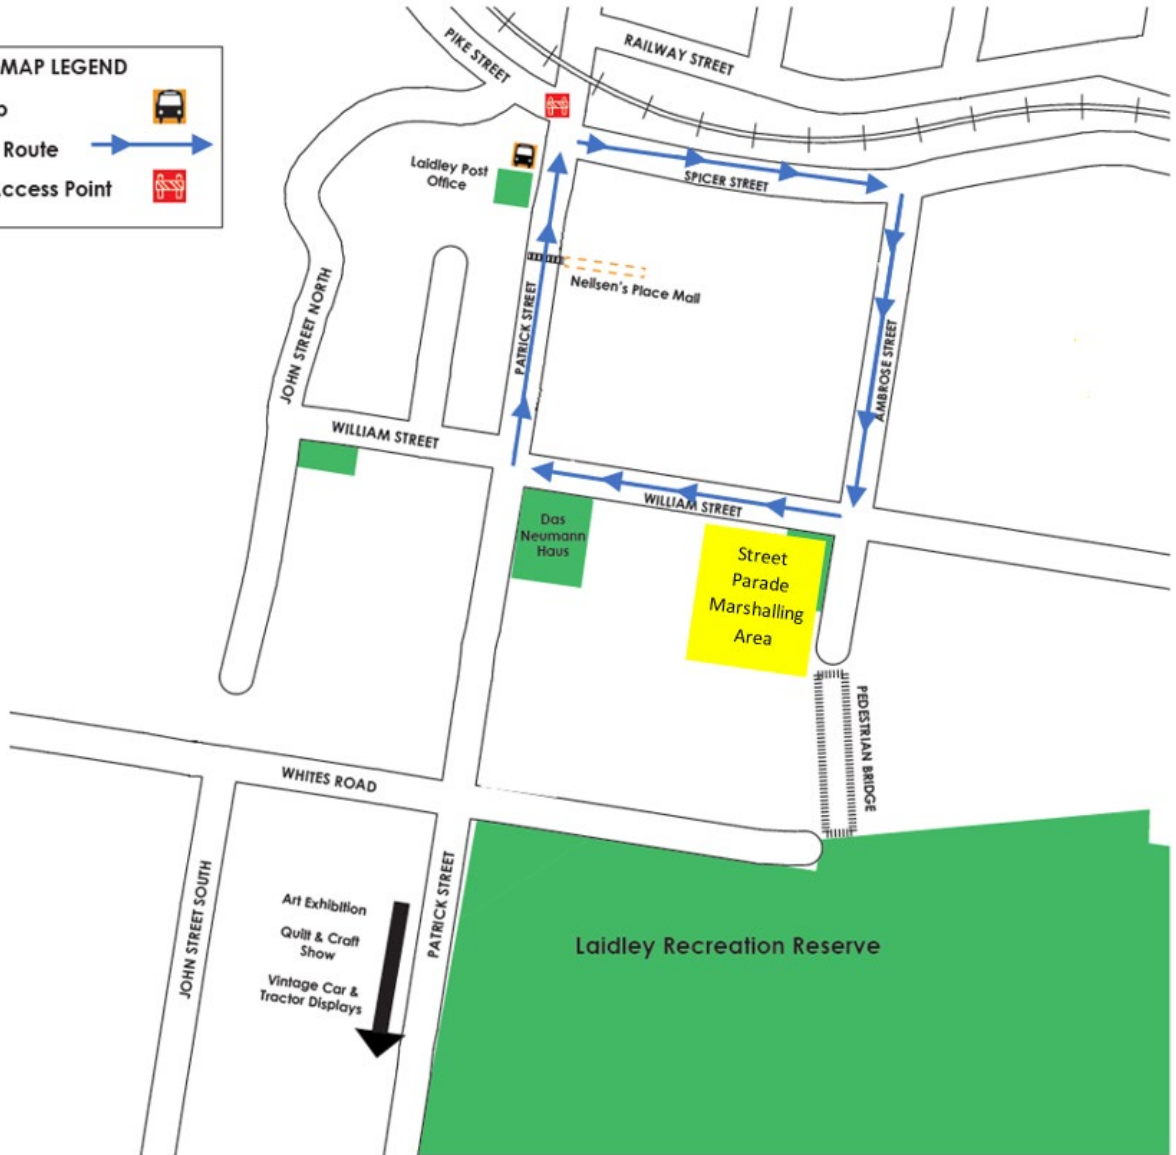 MAP LEGEND
p
Route
Access Point
PIKE STREET
RAILWAY STREET
Laidley Post
Office
SPICER STREET
Neilsen's Place Mall
PATRICK STREET
JOHN STREET NORTH
AMBROSE STREET
WILLIAM STREET
WILLIAM STREET
Das
Neumann
Haus
Street
Parade
Marshalling
Area
PEDESTRIAN BRIDGE
WHITES ROAD
JOHN STREET SOUTH
PATRICK STREET
Art Exhibition
Quilt & Craft
Show
Vintage Car &
Tractor Displays
Laidley Recreation Reserve